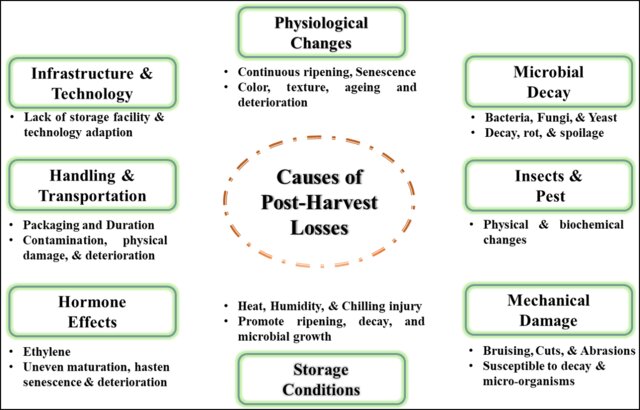 Physiological
Changes
• Continuous ripening, Senescence
• Color, texture, ageing and
deterioration
Infrastructure &
Technology
• Lack of storage facility &
technology adaption
Microbial
Decay
• Bacteria, Fungi, & Yeast
• Decay, rot, & spoilage
Handling &
Transportation
• Packaging and Duration
• Contamination, physical
damage, & deterioration
Causes of
Post-Harvest
Losses
Insects &
Pest
• Physical & biochemical
changes
Hormone
Effects
• Ethylene
• Uneven maturation, hasten
senescence & deterioration
• Heat, Humidity, & Chilling injury
• Promote ripening, decay, and
microbial growth
Storage
Conditions
Mechanical
Damage
• Bruising, Cuts, & Abrasions
• Susceptible to decay &
micro-organisms